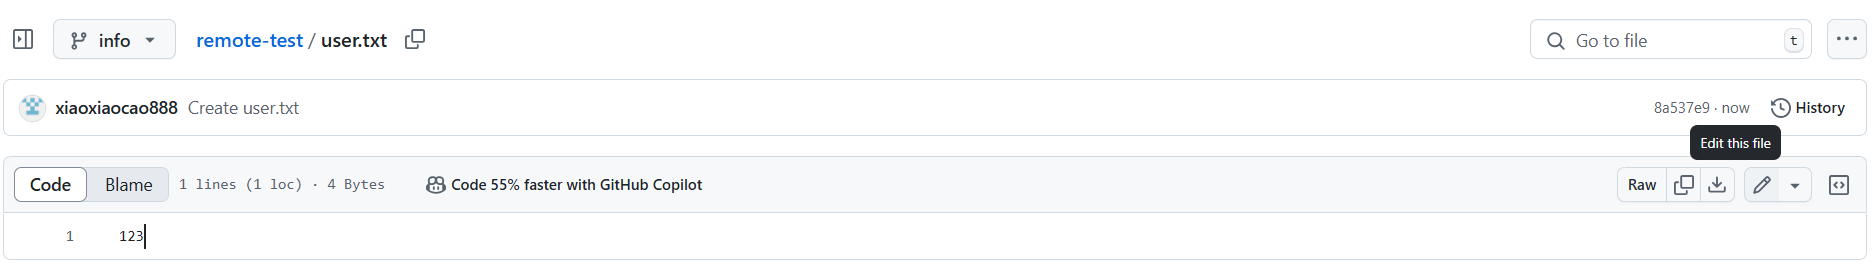 info remote-test / user.txt Go to file t
xiaoxiaocao888 Create user.txt 8a537e9 · now History
Edit this file
Code Blame 1 lines (1 loc) · 4 Bytes Code 55% faster with GitHub Copilot Raw
1 123